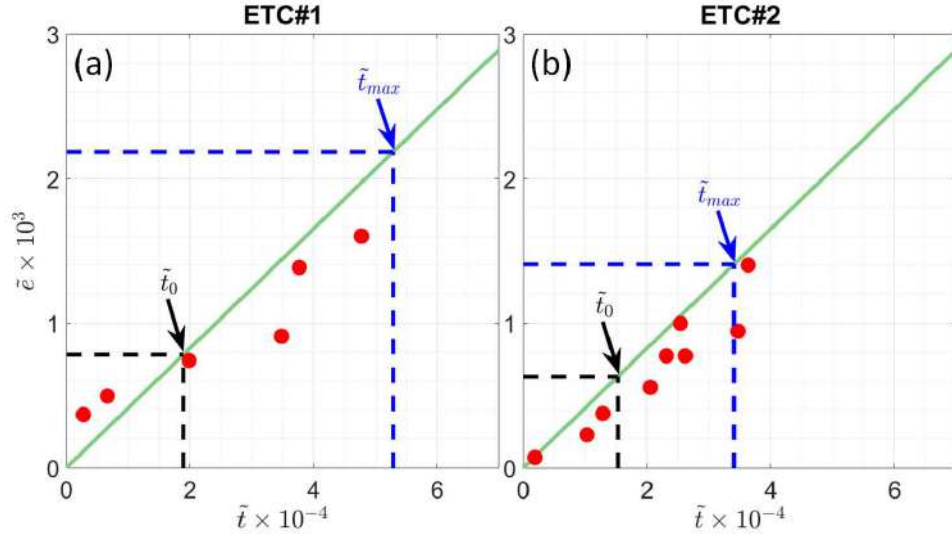 ETC#1
(a)
3
2
1
0
ẽ × 10³
t̃₀
t̃ₘₐₓ
0 2 4 6
t̃ × 10⁻⁴
ETC#2
(b)
3
2
1
0
t̃₀
t̃ₘₐₓ
0 2 4 6
t̃ × 10⁻⁴